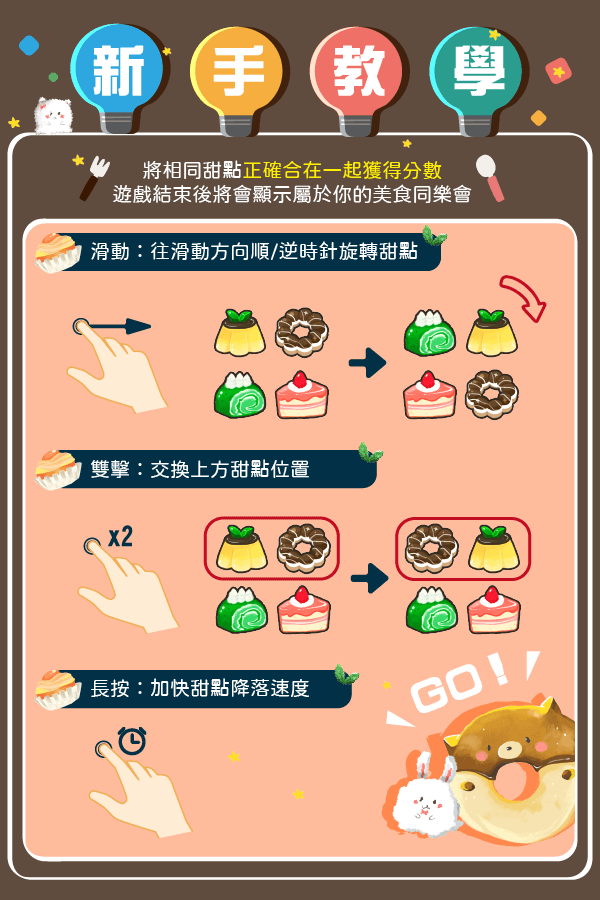 新手教學
將相同甜點正確合在一起獲得分數
遊戲結束後將會顯示屬於你的美食同樂會
滑動：往滑動方向順/逆時針旋轉甜點
雙擊：交換上方甜點位置
x2
長按：加快甜點降落速度
GO！